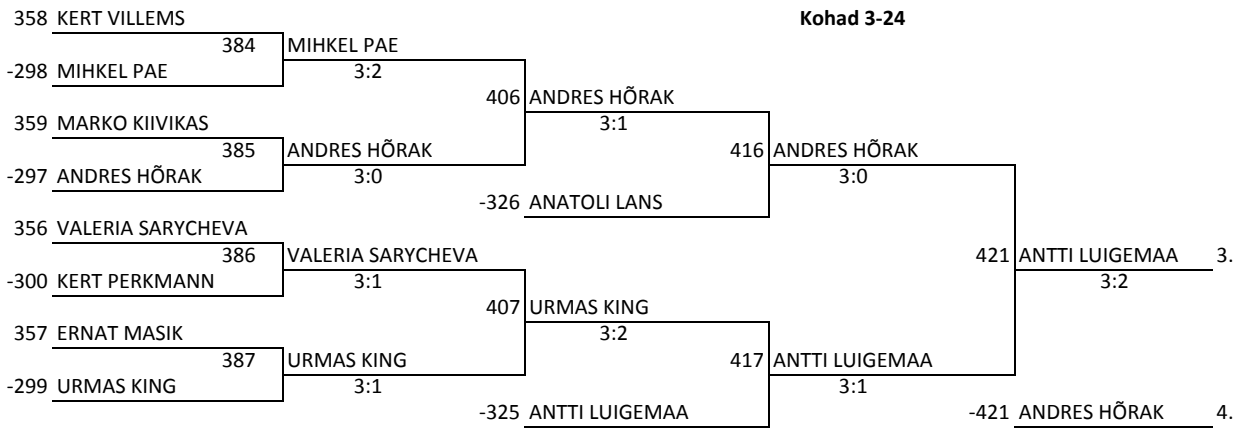 358 KERT VILLEMS Kohad 3-24
384 MIHKEL PAE
-298 MIHKEL PAE 3:2
406 ANDRES HÕRAK
359 MARKO KIIVIKAS 3:1
385 ANDRES HÕRAK 416 ANDRES HÕRAK
-297 ANDRES HÕRAK 3:0 3:0
-326 ANATOLI LANS
356 VALERIA SARYCHEVA
386 VALERIA SARYCHEVA 421 ANTTI LUIGEMAA 3.
-300 KERT PERKMANN 3:1 3:2
407 URMAS KING
357 ERNAT MASIK 3:2
387 URMAS KING 417 ANTTI LUIGEMAA
-299 URMAS KING 3:1 3:1
-325 ANTTI LUIGEMAA -421 ANDRES HÕRAK 4.